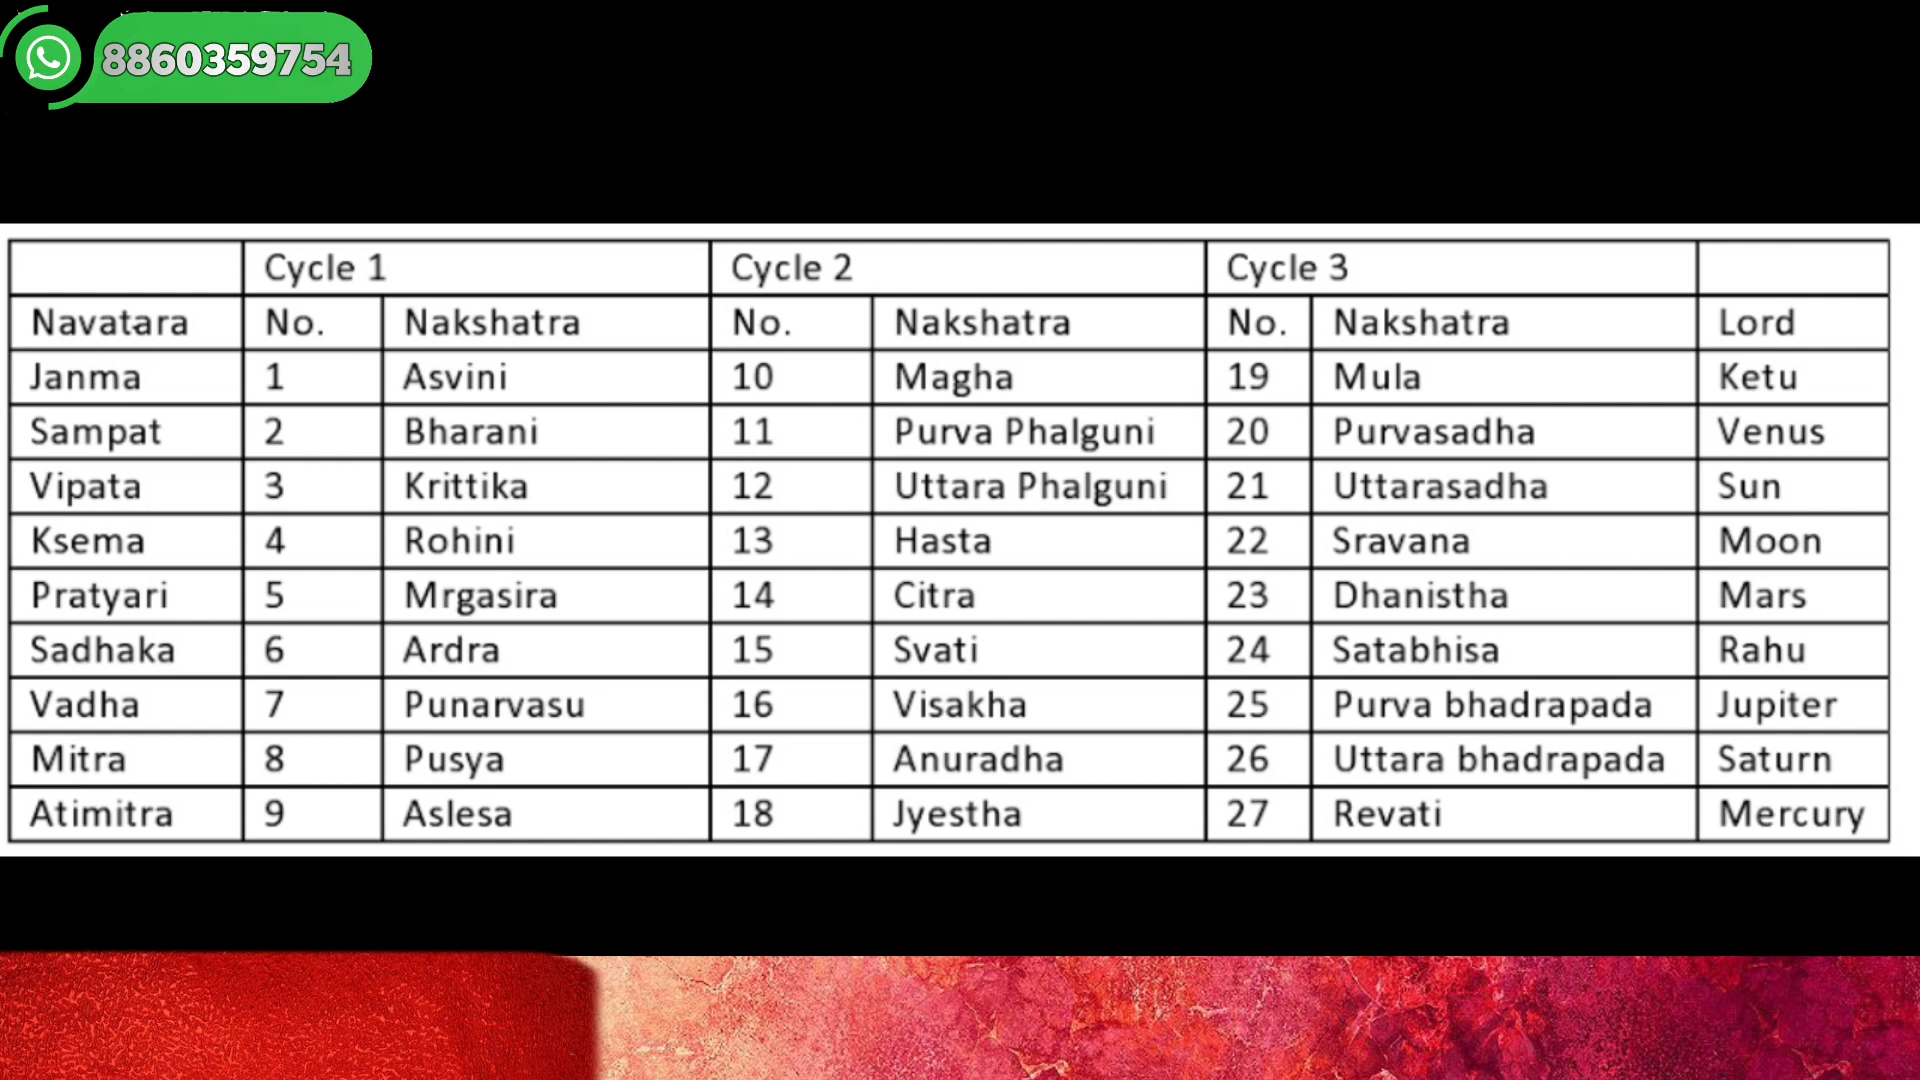 8860359754
Cycle 1 Cycle 2 Cycle 3
Navatara No. Nakshatra No. Nakshatra No. Nakshatra Lord
Janma 1 Asvini 10 Magha 19 Mula Ketu
Sampat 2 Bharani 11 Purva Phalguni 20 Purvasadha Venus
Vipata 3 Krittika 12 Uttara Phalguni 21 Uttarasadha Sun
Ksema 4 Rohini 13 Hasta 22 Sravana Moon
Pratyari 5 Mrgasira 14 Citra 23 Dhanistha Mars
Sadhaka 6 Ardra 15 Svati 24 Satabhisa Rahu
Vadha 7 Punarvasu 16 Visakha 25 Purva bhadrapada Jupiter
Mitra 8 Pusya 17 Anuradha 26 Uttara bhadrapada Saturn
Atimitra 9 Aslesa 18 Jyestha 27 Revati Mercury